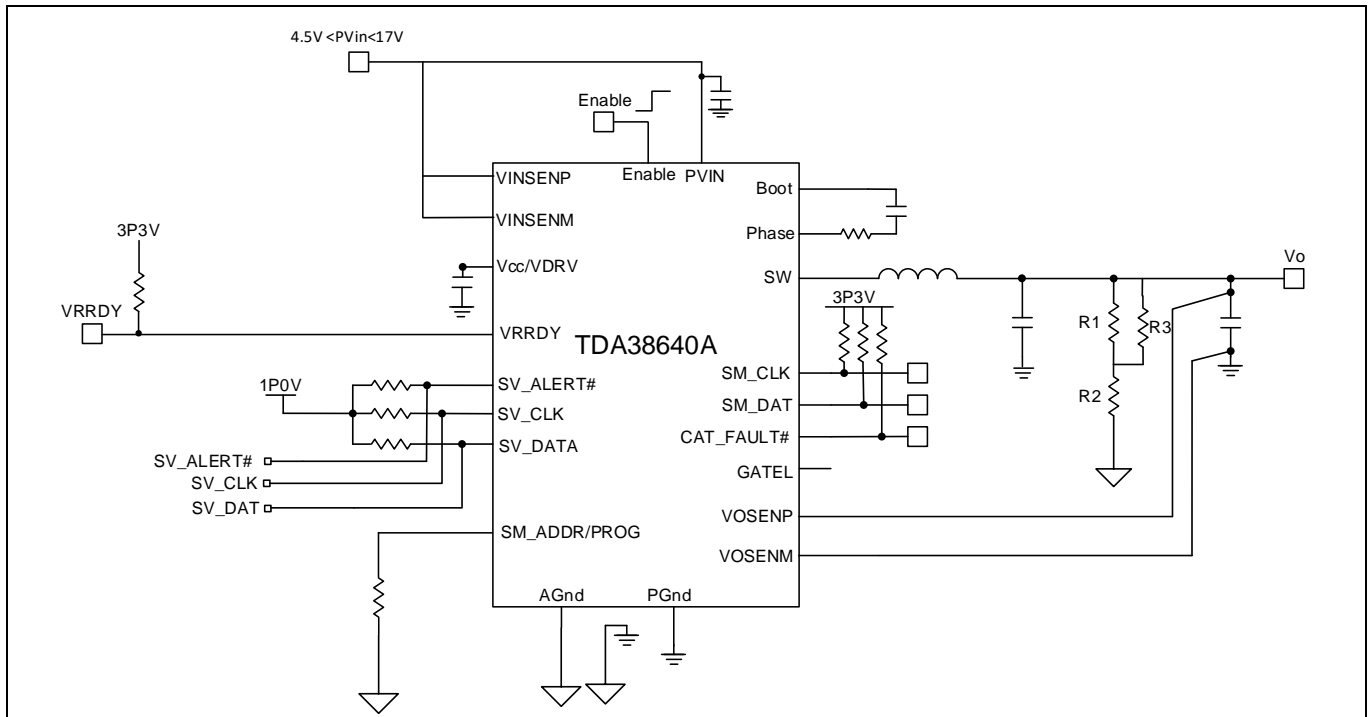 4.5V <PVin<17V
Enable
VINSENP
Enable
PVIN
Boot
VINSENM
Phase
3P3V
Vcc/VDRV
SW
Vo
3P3V
VRRDY
VRRDY
TDA38640A
R1
R3
SM_CLK
1P0V
SV_ALERT#
R2
SM_DAT
SV_CLK
CAT_FAULT#
SV_DATA
SV_ALERT#
GATEL
SV_CLK
SV_DAT
VOSENP
SM_ADDR/PROG
VOSENM
AGnd
PGnd